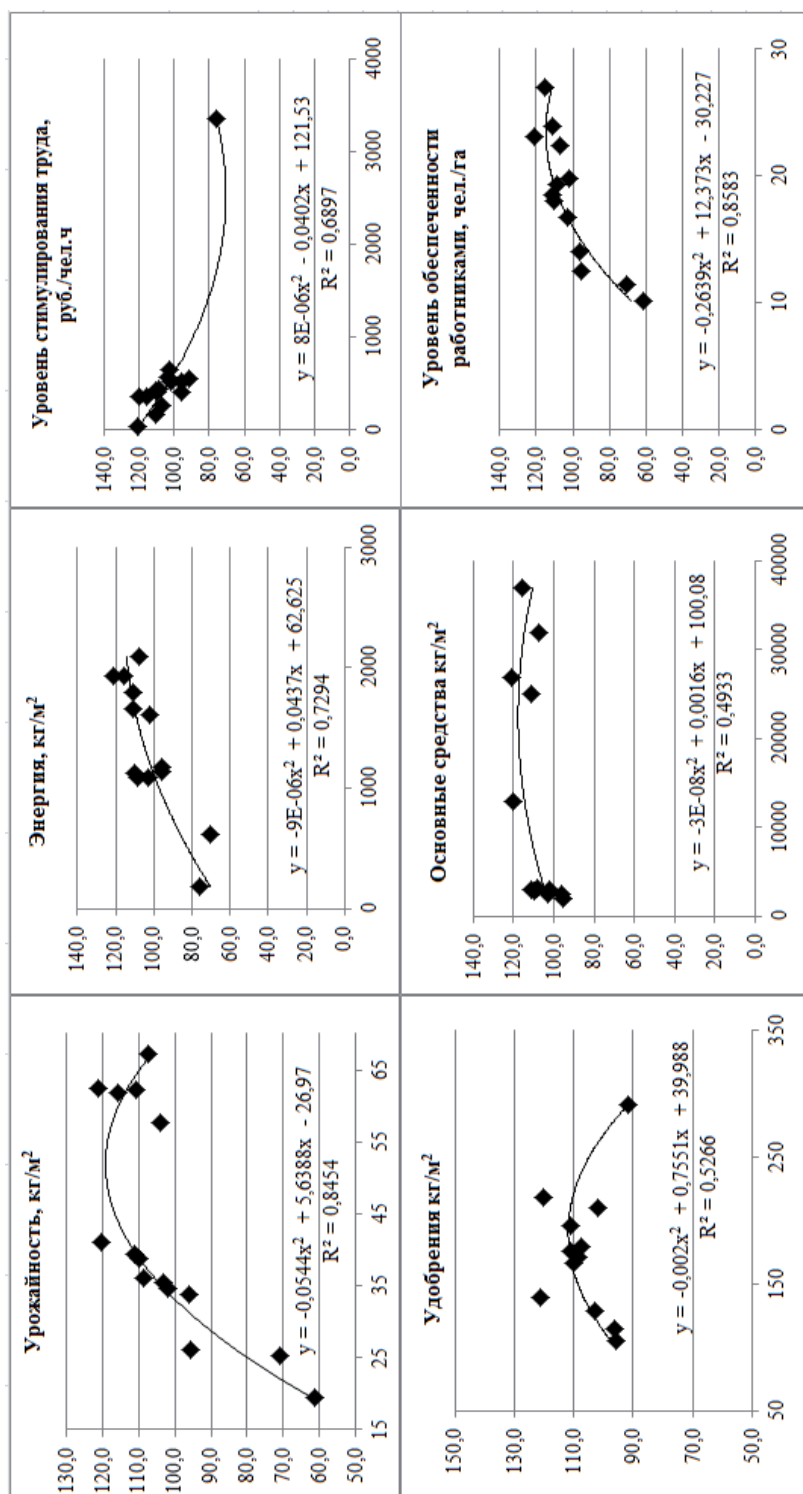 Урожайность, кг/м²
130,0
120,0
110,0
100,0
90,0
80,0
70,0
60,0
50,0
y = -0,0544x² + 5,6388x - 26,97
R² = 0,8454
15 25 35 45 55 65
Энергия, кг/м²
140,0
120,0
100,0
80,0
60,0
40,0
20,0
0,0
y = -9E-06x² + 0,0437x + 62,625
R² = 0,7294
0 1000 2000 3000
Уровень стимулирования труда,
руб./чел.ч
140,0
120,0
100,0
80,0
60,0
40,0
20,0
0,0
y = 8E-06x² - 0,0402x + 121,53
R² = 0,6897
0 1000 2000 3000 4000
Удобрения кг/м²
150,0
130,0
110,0
90,0
70,0
50,0
y = -0,002x² + 0,7551x + 39,988
R² = 0,5266
50 150 250 350
Основные средства кг/м²
140,0
120,0
100,0
80,0
60,0
40,0
20,0
0,0
y = -3E-08x² + 0,0016x + 100,08
R² = 0,4933
0 10000 20000 30000 40000
Уровень обеспеченности
работниками, чел./га
140,0
120,0
100,0
80,0
60,0
40,0
20,0
0,0
y = -0,2639x² + 12,373x - 30,227
R² = 0,8583
0 10 20 30